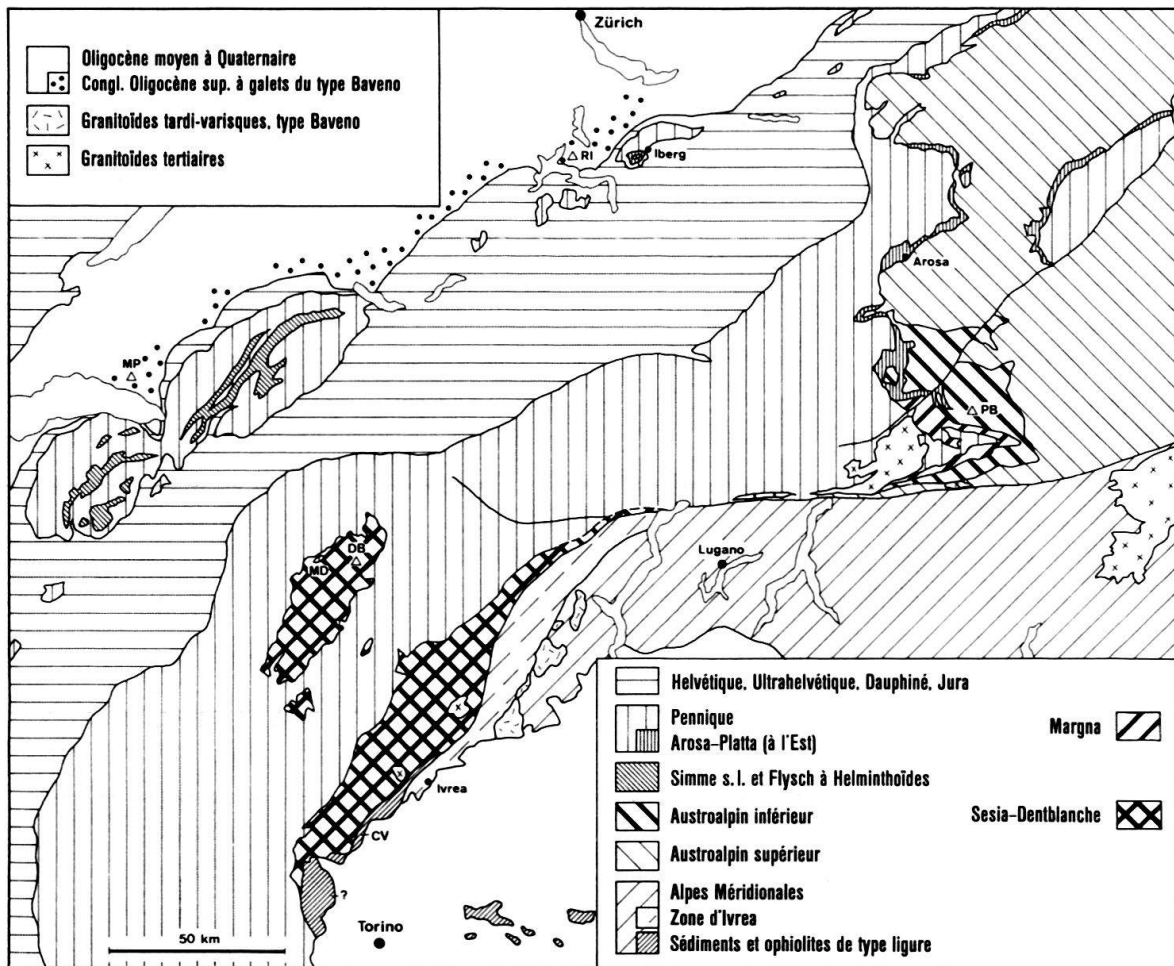 Oligocène moyen à Quaternaire
Congl. Oligocène sup. à galets du type Baveno
Granitoïdes tardi-varisques, type Baveno
Granitoïdes tertiaires
Zürich
RI
Iberg
Arosa
MP
PB
DB
MD
Lugano
Ivrea
CV
?
Torino
50 km
Helvétique, Ultrahelvétique, Dauphiné, Jura
Pennique
Arosa-Platta (à l'Est)
Margna
Simme s.l. et Flysch à Helminthoïdes
Austroalpin inférieur
Sesia-Dentblanche
Austroalpin supérieur
Alpes Méridionales
Zone d'Ivrea
Sédiments et ophiolites de type ligure